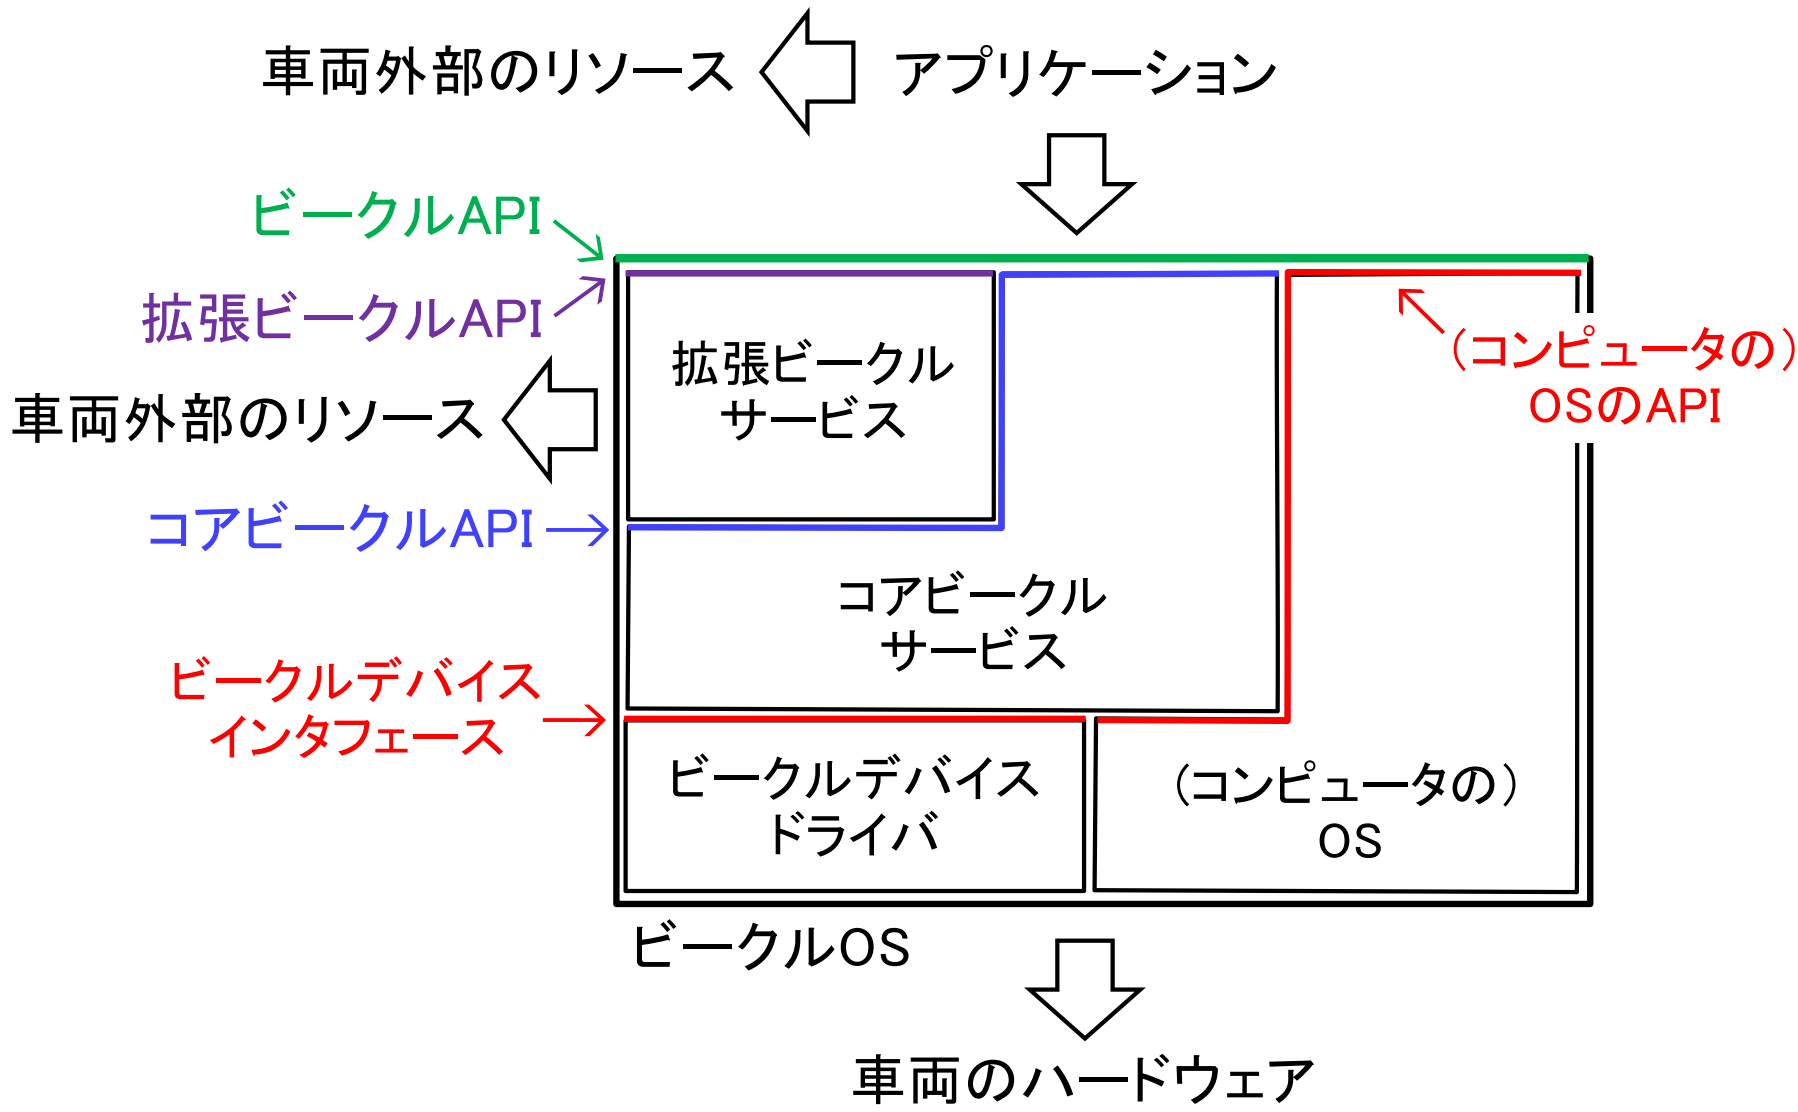 車両外部のリソース
アプリケーション
ビークルAPI
拡張ビークルAPI
車両外部のリソース
コアビークルAPI
ビークルデバイス
インタフェース
拡張ビークル
サービス
(コンピュータの)
OSのAPI
コアビークル
サービス
ビークルデバイス
ドライバ
(コンピュータの)
OS
ビークルOS
車両のハードウェア